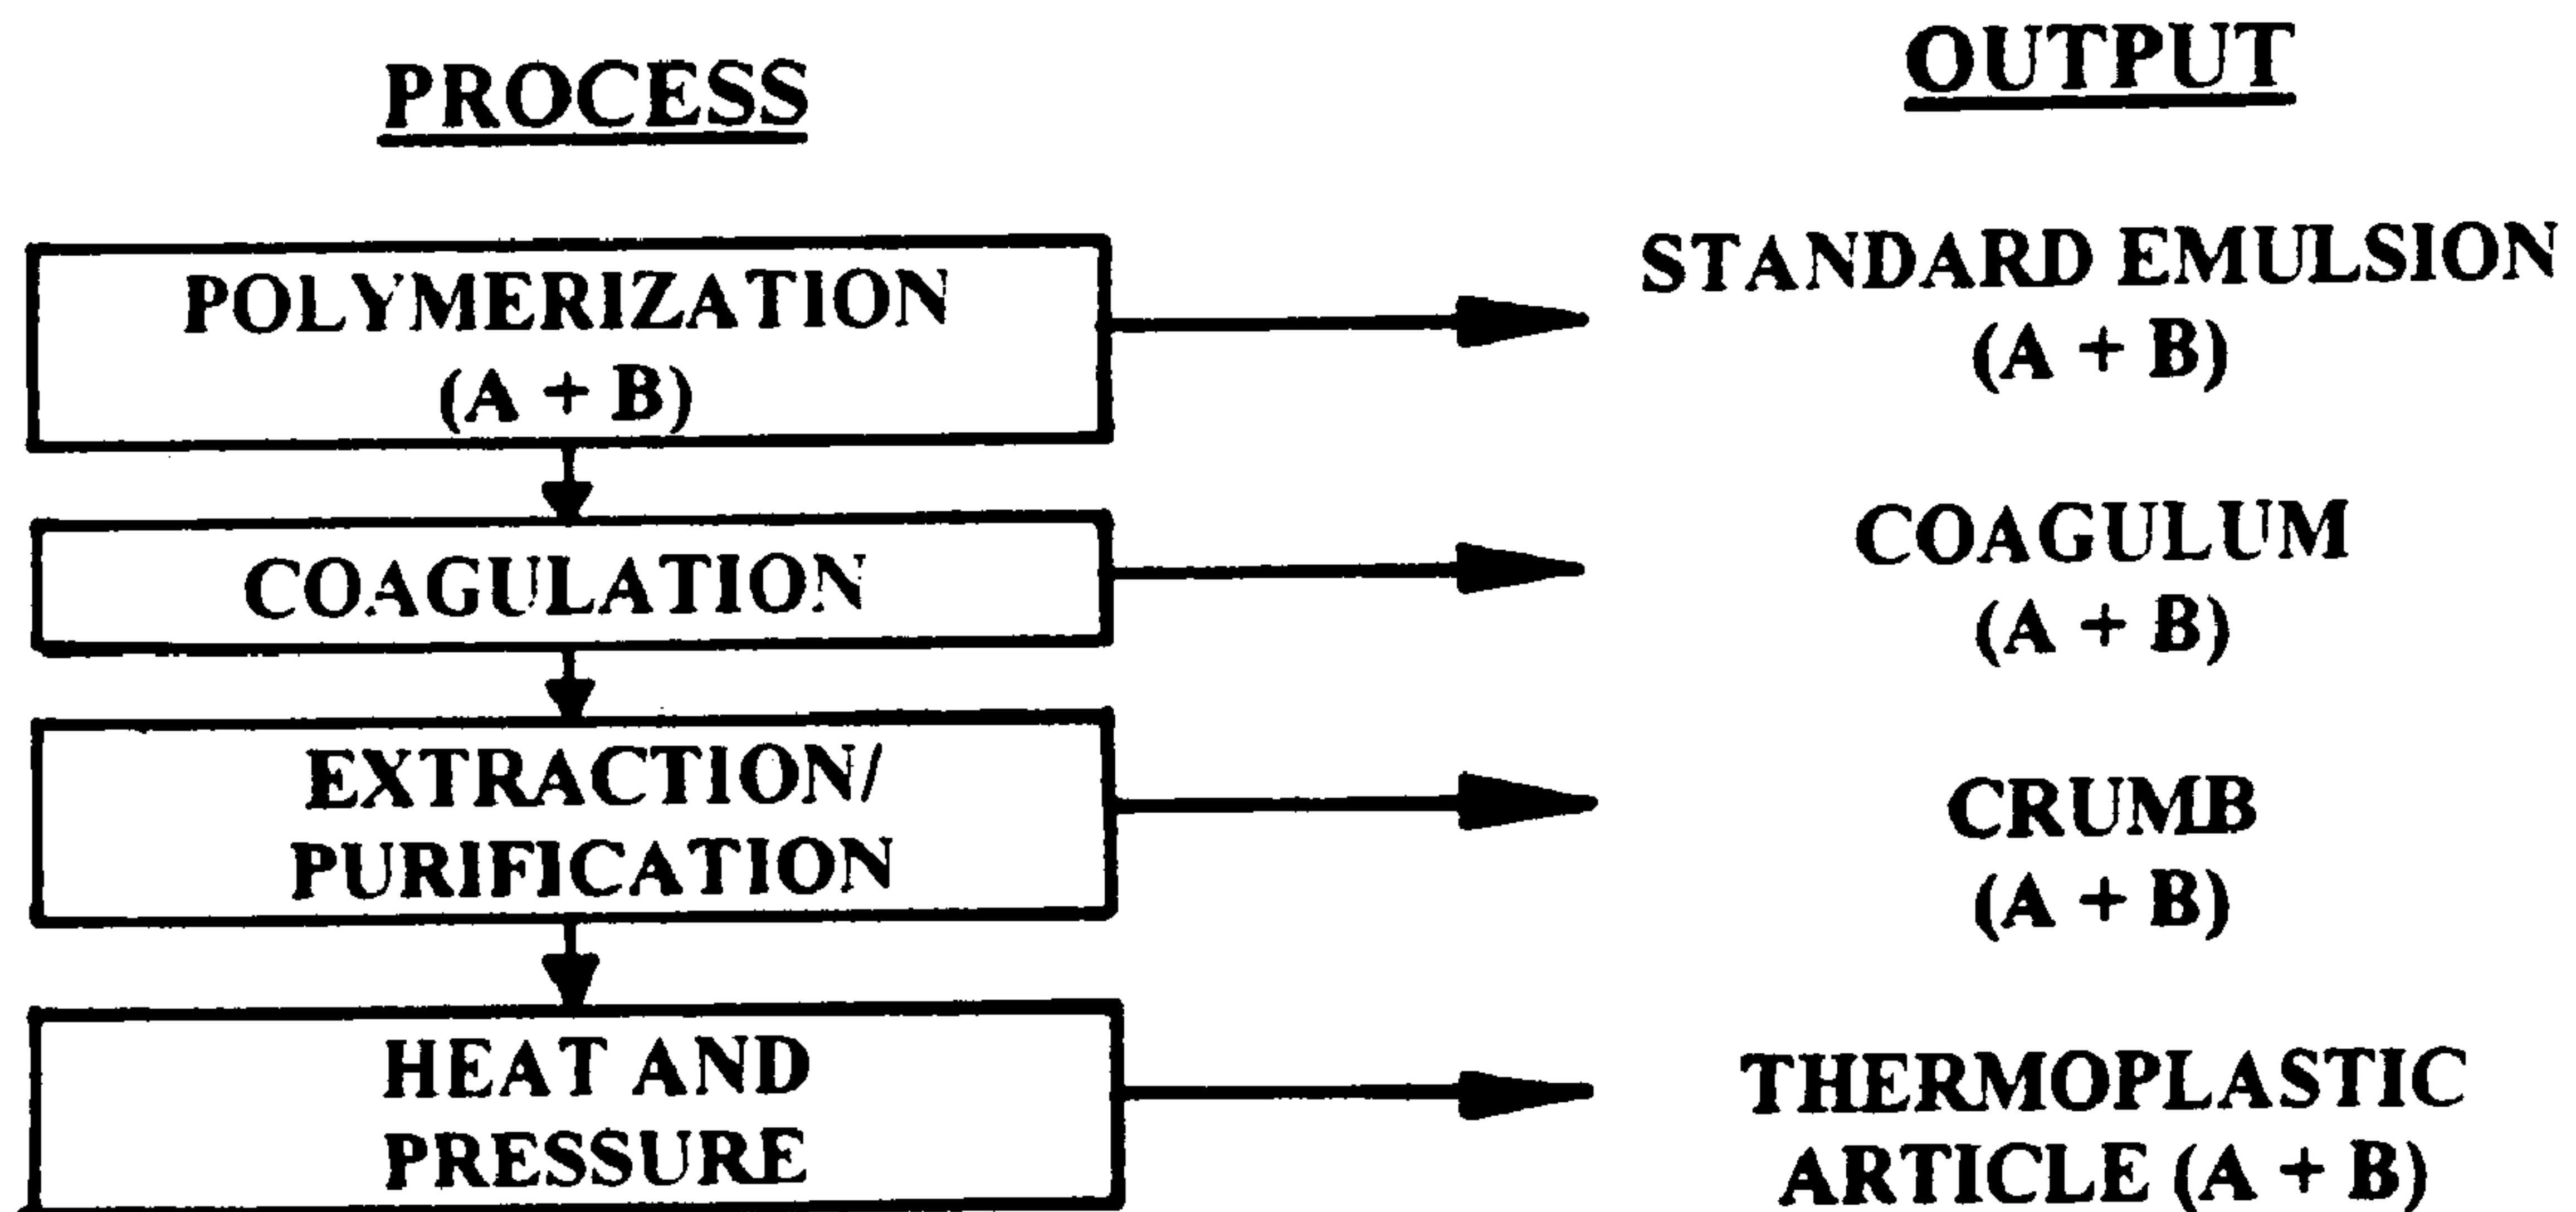 PROCESS
OUTPUT
POLYMERIZATION
(A + B)
STANDARD EMULSION
(A + B)
COAGULATION
COAGULUM
(A + B)
EXTRACTION/
PURIFICATION
CRUMB
(A + B)
HEAT AND
PRESSURE
THERMOPLASTIC
ARTICLE (A + B)